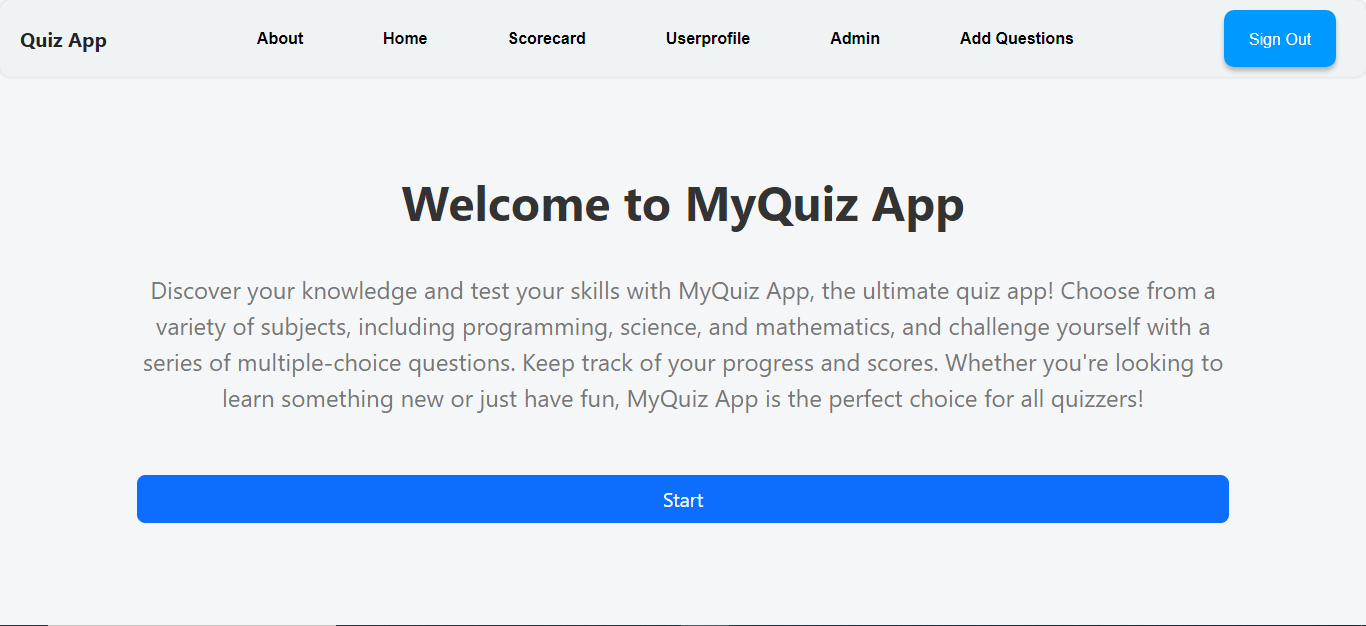 Quiz App
About
Home
Scorecard
Userprofile
Admin
Add Questions
Sign Out
Welcome to MyQuiz App
Discover your knowledge and test your skills with MyQuiz App, the ultimate quiz app! Choose from a
variety of subjects, including programming, science, and mathematics, and challenge yourself with a
series of multiple-choice questions. Keep track of your progress and scores. Whether you're looking to
learn something new or just have fun, MyQuiz App is the perfect choice for all quizzers!
Start